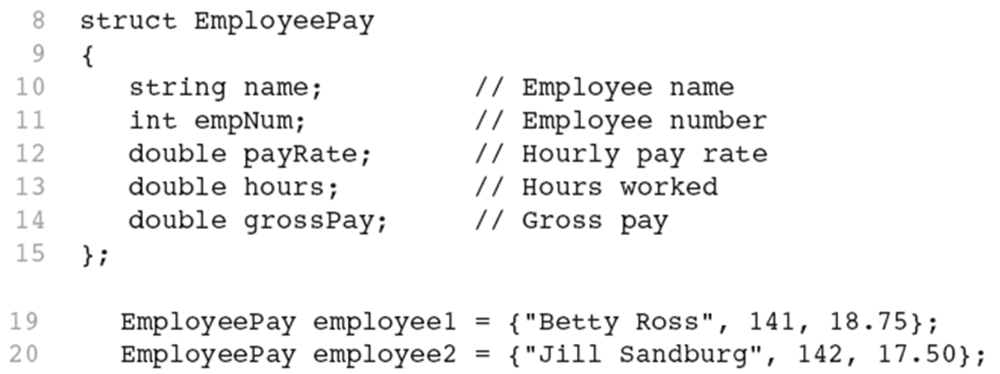 8 struct EmployeePay
9 {
10 string name; // Employee name
11 int empNum; // Employee number
12 double payRate; // Hourly pay rate
13 double hours; // Hours worked
14 double grossPay; // Gross pay
15 };
19 EmployeePay employee1 = {"Betty Ross", 141, 18.75};
20 EmployeePay employee2 = {"Jill Sandburg", 142, 17.50};